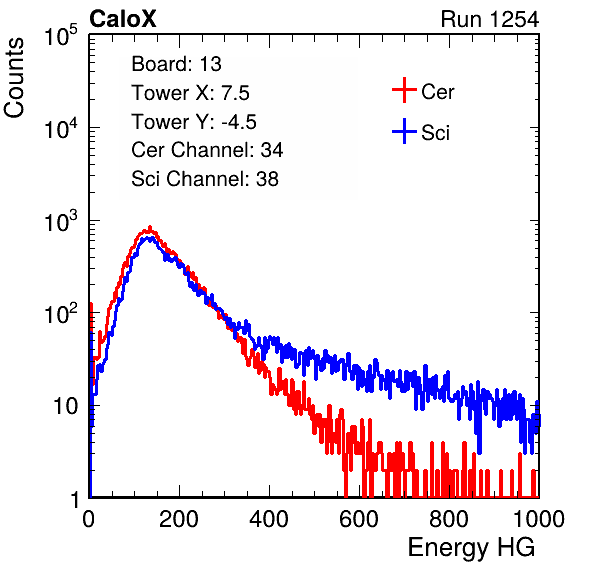 CaloX Run 1254
Counts
Board: 13
Tower X: 7.5
Tower Y: -4.5
Cer Channel: 34
Sci Channel: 38
Cer
Sci
10^5
10^4
10^3
10^2
10
1
0 200 400 600 800 1000
Energy HG